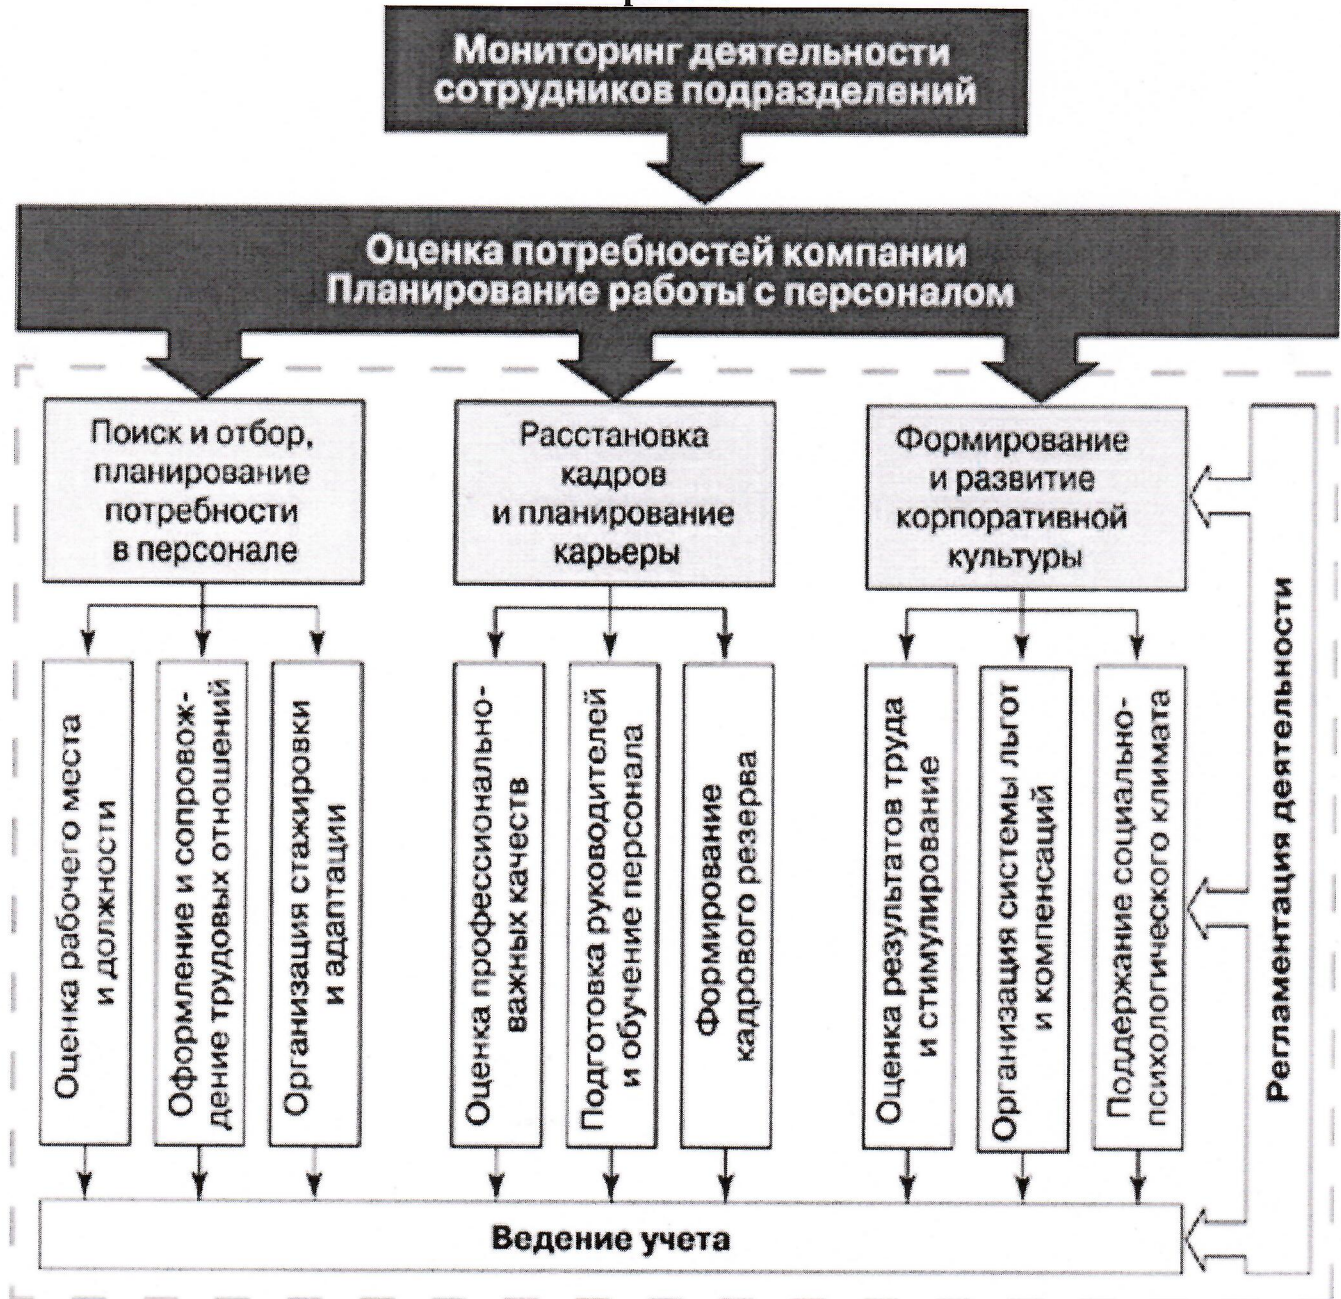 Мониторинг деятельности
сотрудников подразделений
Оценка потребностей компании
Планирование работы с персоналом
Поиск и отбор,
планирование
потребности
в персонале
Расстановка
кадров
и планирование
карьеры
Формирование
и развитие
корпоративной
культуры
Оценка рабочего места
и должности
Оформление и сопровож-
дение трудовых отношений
Организация стажировки
и адаптации
Оценка профессионально-
важных качеств
Подготовка руководителей
и обучение персонала
Формирование
кадрового резерва
Оценка результатов труда
и стимулирование
Организация системы льгот
и компенсаций
Поддержание социально-
психологического климата
Регламентация деятельности
Ведение учета